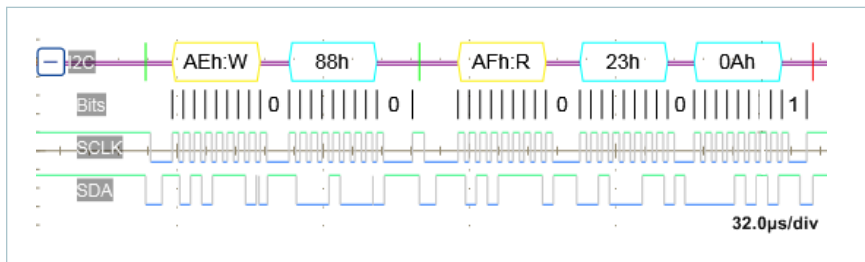 I2C AEh:W 88h AFh:R 23h 0Ah
Bits 0 0 0 0 1
SCLK
SDA
32.0µs/div